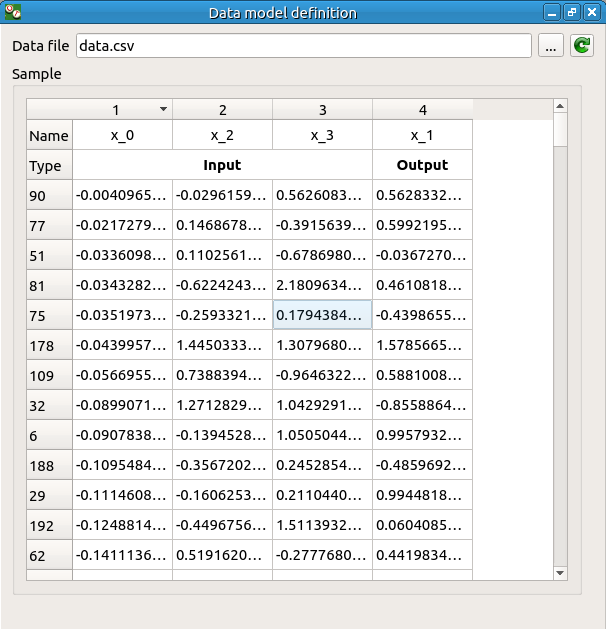 Data model definition
Data file data.csv ...
Sample
1 2 3 4
Name x_0 x_2 x_3 x_1
Type Input Output
90 -0.0040965... -0.0296159... 0.5626083... 0.5628332...
77 -0.0217279... 0.1468678... -0.3915639... 0.5992195...
51 -0.0336098... 0.1102561... -0.6786980... -0.0367270...
81 -0.0343282... -0.6224243... 2.1809634... 0.4610818...
75 -0.0351973... -0.2593321... 0.1794384... -0.4398655...
178 -0.0439957... 1.4450333... 1.3079680... 1.5785665...
109 -0.0566955... 0.7388394... -0.9646322... 0.5881008...
32 -0.0899071... 1.2712829... 1.0429291... -0.8558864...
6 -0.0907838... -0.1394528... 1.0505044... 0.9957932...
188 -0.1095484... -0.3567202... 0.2452854... -0.4859692...
29 -0.1114608... -0.1606253... 0.2110440... 0.9944818...
192 -0.1248814... -0.4496756... 1.5113932... 0.0604085...
62 -0.1411136... 0.5191620... -0.2777680... 0.4419834...